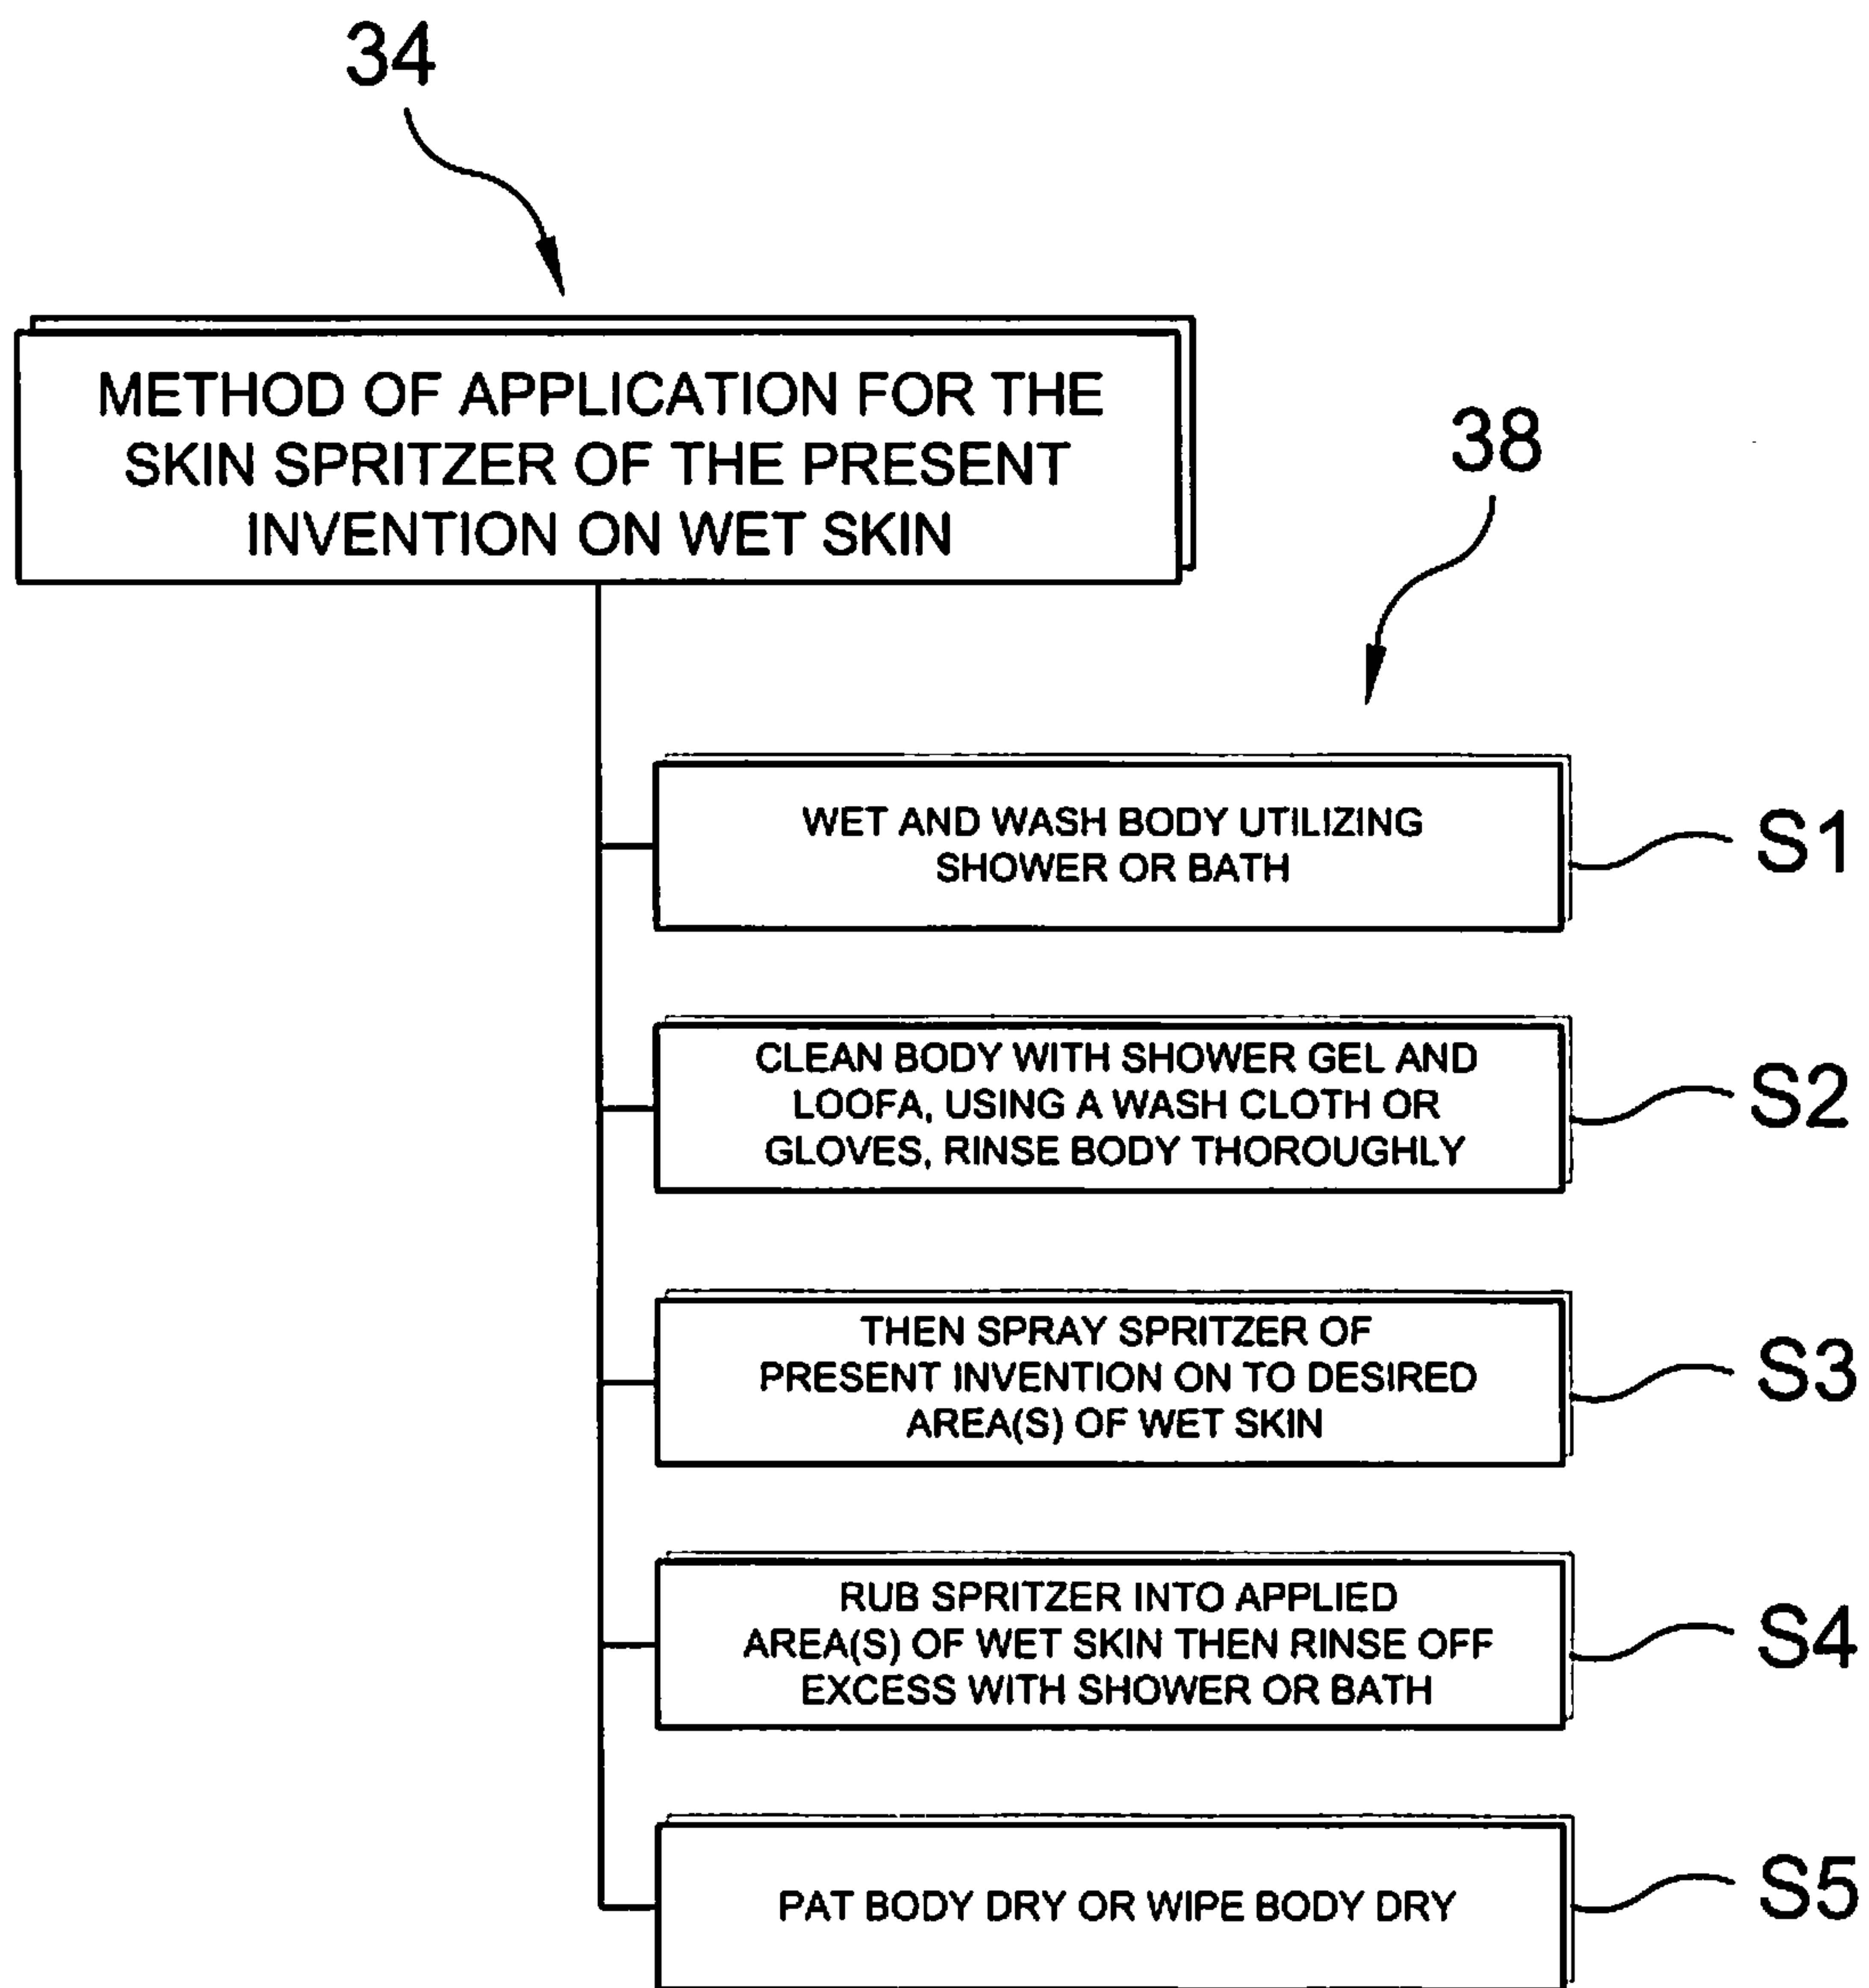 34
METHOD OF APPLICATION FOR THE
SKIN SPRITZER OF THE PRESENT
INVENTION ON WET SKIN
38
WET AND WASH BODY UTILIZING
SHOWER OR BATH
S1
CLEAN BODY WITH SHOWER GEL AND
LOOFA, USING A WASH CLOTH OR
GLOVES, RINSE BODY THOROUGHLY
S2
THEN SPRAY SPRITZER OF
PRESENT INVENTION ON TO DESIRED
AREA(S) OF WET SKIN
S3
RUB SPRITZER INTO APPLIED
AREA(S) OF WET SKIN THEN RINSE OFF
EXCESS WITH SHOWER OR BATH
S4
PAT BODY DRY OR WIPE BODY DRY
S5